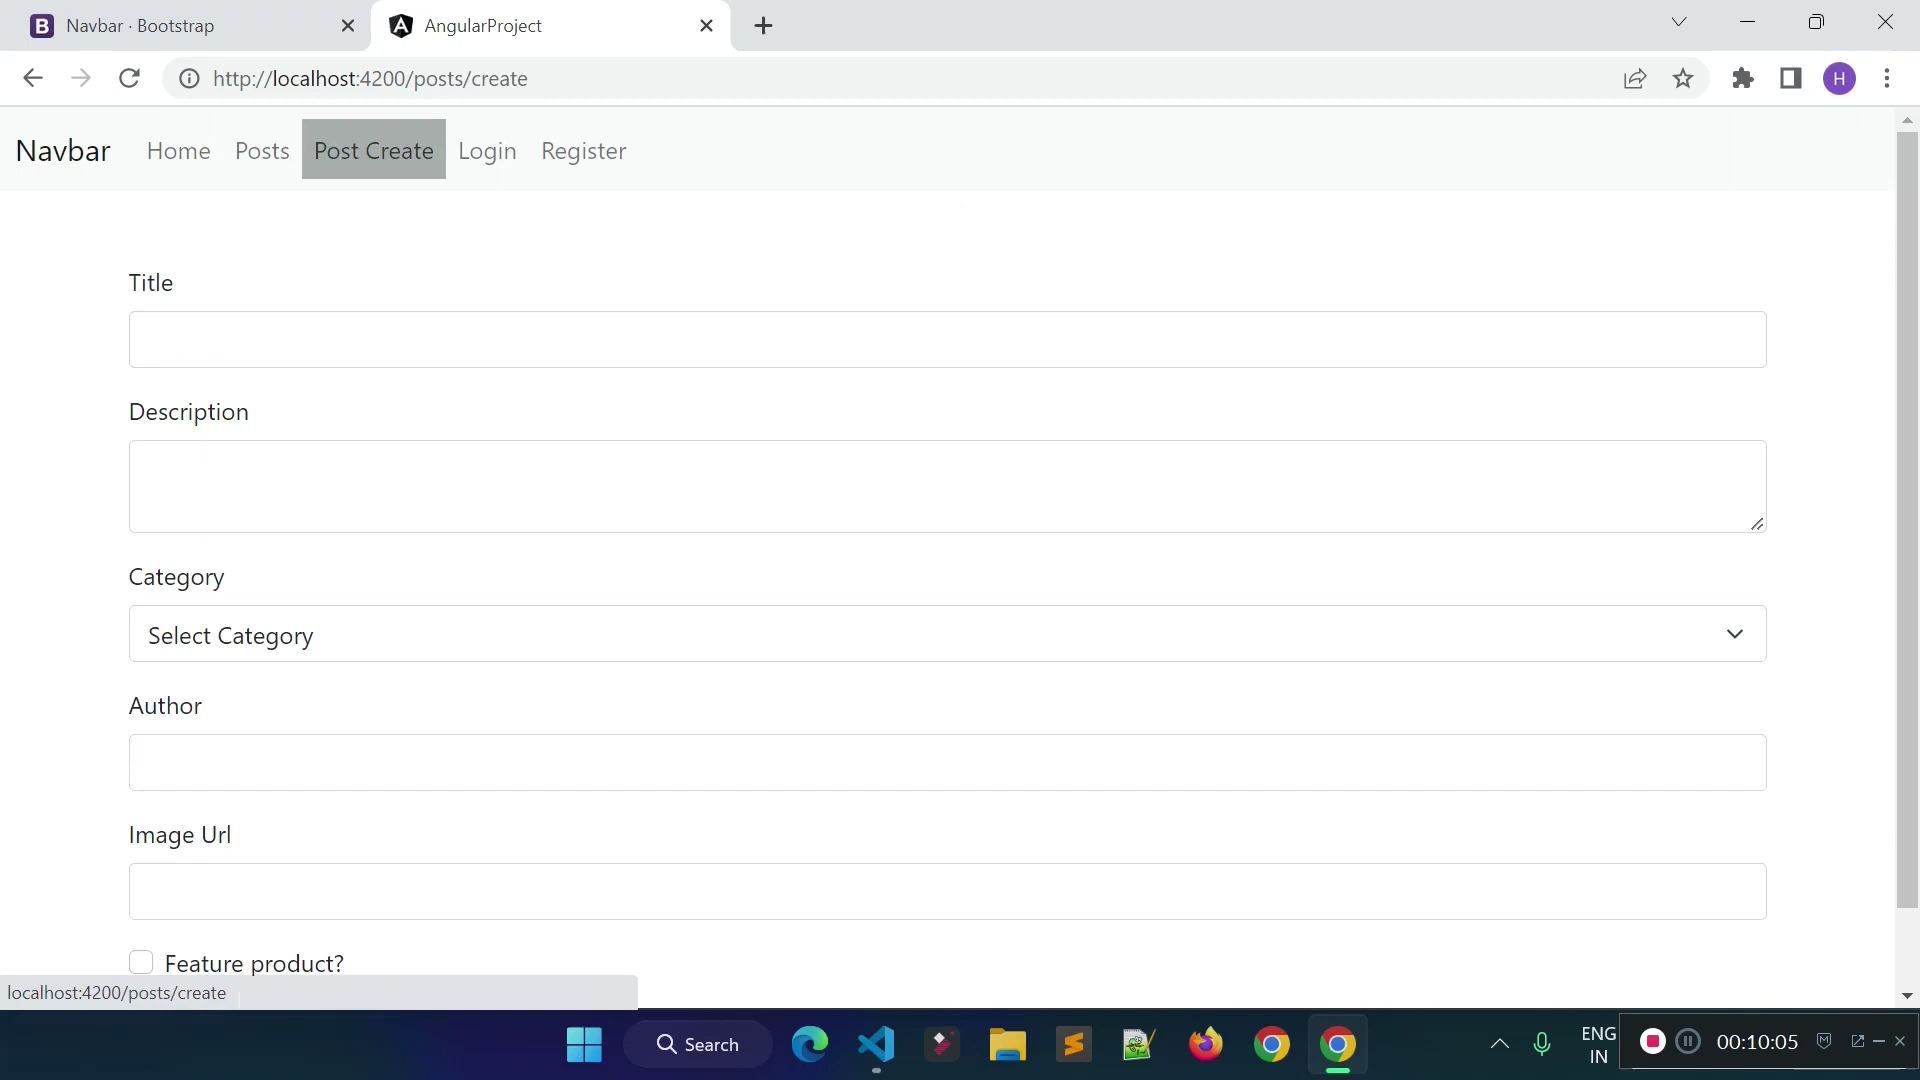 Navbar · Bootstrap
AngularProject
http://localhost:4200/posts/create
H
Navbar Home Posts Post Create Login Register
Title
Description
Category
Select Category
Author
Image Url
Feature product?
localhost:4200/posts/create
Search
ENG
IN
00:10:05